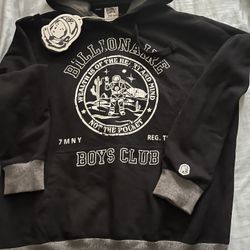 BILLIONAIRE
WEALTH IS OF THE HEART AND MIND
NOT THE POCKET
7MNY REG. T
BOYS CLUB